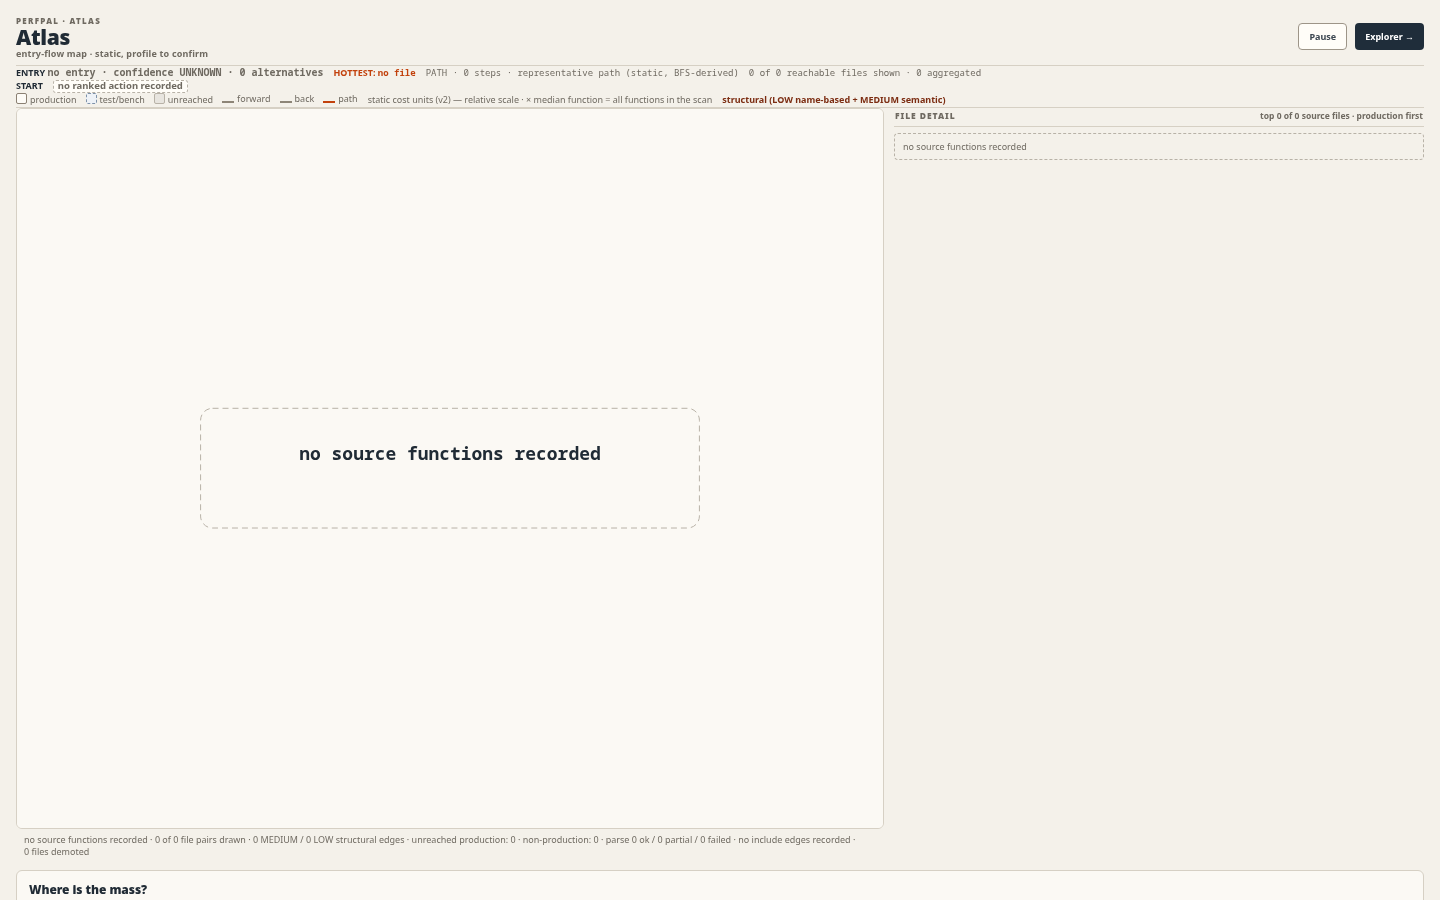 PERFPAL · ATLAS
Atlas
entry-flow map · static, profile to confirm
Pause
Explorer →
ENTRY no entry · confidence UNKNOWN · 0 alternatives HOTTEST: no file PATH · 0 steps · representative path (static, BFS-derived) 0 of 0 reachable files shown · 0 aggregated
START no ranked action recorded
production test/bench unreached forward back path static cost units (v2) — relative scale · × median function = all functions in the scan structural (LOW name-based + MEDIUM semantic)
FILE DETAIL
top 0 of 0 source files · production first
no source functions recorded
no source functions recorded
no source functions recorded · 0 of 0 file pairs drawn · 0 MEDIUM / 0 LOW structural edges · unreached production: 0 · non-production: 0 · parse 0 ok / 0 partial / 0 failed · no include edges recorded ·
0 files demoted
Where is the mass?